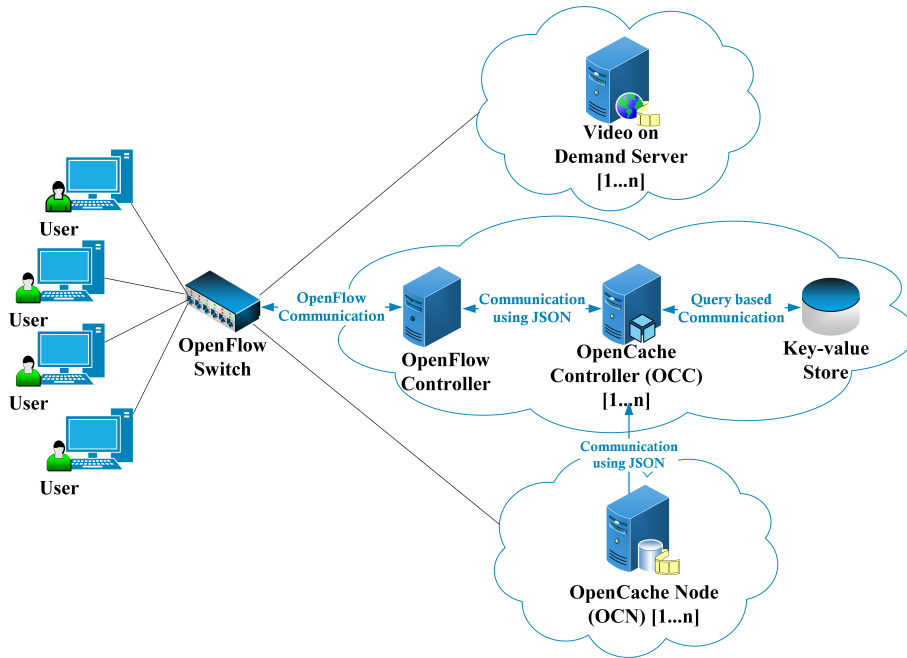 Video on
Demand Server
[1...n]
User
User
User
User
OpenFlow
Switch
OpenFlow
Communication
OpenFlow
Controller
Communication
using JSON
OpenCache
Controller (OCC)
[1...n]
Query based
Communication
Key-value
Store
Communication
using JSON
OpenCache Node
(OCN) [1...n]